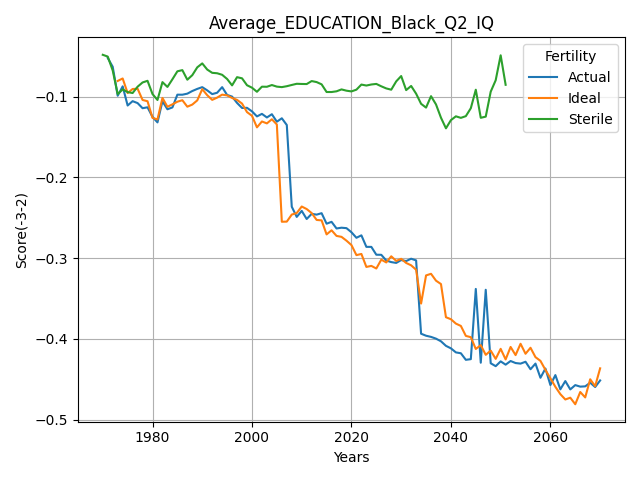 Average_EDUCATION_Black_Q2_IQ
Fertility
Actual
Ideal
Sterile
Score(-3-2)
−0.1
−0.2
−0.3
−0.4
−0.5
1980 2000 2020 2040 2060
Years